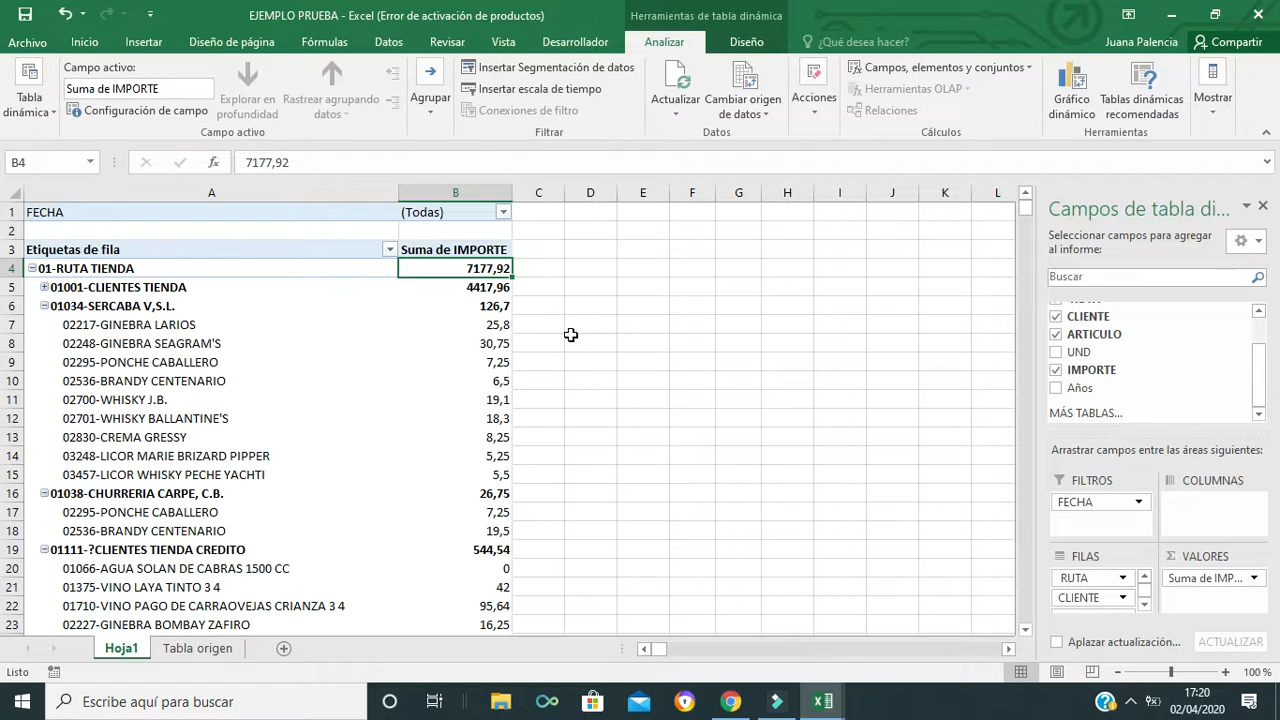 EJEMPLO PRUEBA - Excel (Error de activación de productos)
Herramientas de tabla dinámica
Archivo Inicio Insertar Diseño de página Fórmulas Datos Revisar Vista Desarrollador Analizar Diseño ¿Qué desea hacer? Juana Palencia Compartir
Tabla dinámica
Campo activo:
Suma de IMPORTE
Configuración de campo
Explorar en profundidad
Rastrear agrupando datos
Campo activo
Agrupar
Insertar Segmentación de datos
Insertar escala de tiempo
Conexiones de filtro
Filtrar
Actualizar
Cambiar origen de datos
Datos
Acciones
Campos, elementos y conjuntos
Herramientas OLAP
Relaciones
Cálculos
Gráfico dinámico
Tablas dinámicas recomendadas
Herramientas
Mostrar
B4 fx 7177,92
A B C D E F G H I J K L
1 FECHA (Todas)
2
3 Etiquetas de fila Suma de IMPORTE
4 01-RUTA TIENDA 7177,92
5 01001-CLIENTES TIENDA 4417,96
6 01034-SERCABA V,S.L. 126,7
7 02217-GINEBRA LARIOS 25,8
8 02248-GINEBRA SEAGRAM'S 30,75
9 02295-PONCHE CABALLERO 7,25
10 02536-BRANDY CENTENARIO 6,5
11 02700-WHISKY J.B. 19,1
12 02701-WHISKY BALLANTINE'S 18,3
13 02830-CREMA GRESSY 8,25
14 03248-LICOR MARIE BRIZARD PIPPER 5,25
15 03457-LICOR WHISKY PECHE YACHTI 5,5
16 01038-CHURRERIA CARPE, C.B. 26,75
17 02295-PONCHE CABALLERO 7,25
18 02536-BRANDY CENTENARIO 19,5
19 01111-?CLIENTES TIENDA CREDITO 544,54
20 01066-AGUA SOLAN DE CABRAS 1500 CC 0
21 01375-VINO LAYA TINTO 3 4 42
22 01710-VINO PAGO DE CARRAOVEJAS CRIANZA 3 4 95,64
23 02227-GINEBRA BOMBAY ZAFIRO 16,25
Campos de tabla di...
Seleccionar campos para agregar al informe:
Buscar
CLIENTE
ARTICULO
UND
IMPORTE
Años
MÁS TABLAS...
Arrastrar campos entre las áreas siguientes:
FILTROS COLUMNAS
FECHA
FILAS Σ VALORES
RUTA Suma de IMP...
CLIENTE
Aplazar actualización... ACTUALIZAR
Hoja1 Tabla origen
Listo 100 %
Escribe aquí para buscar
17:20
02/04/2020